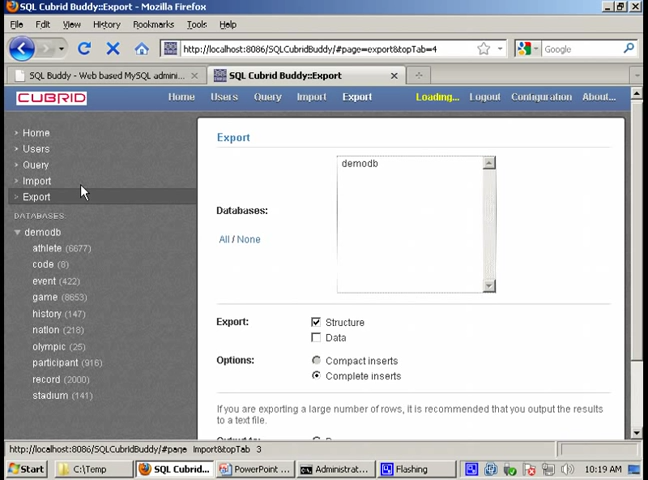 SQL Cubrid Buddy::Export - Mozilla Firefox
File Edit View History Bookmarks Tools Help
http://localhost:8086/SQLCubridBuddy/#page=export&topTab=4
Google
SQL Buddy - Web based MySQL admini...
SQL Cubrid Buddy::Export
CUBRID
Home Users Query Import Export Loading... Logout Configuration About...
Home
Users
Query
Import
Export
DATABASES:
demodb
athlete (6677)
code (8)
event (422)
game (8653)
history (147)
nation (218)
olympic (25)
participant (916)
record (2000)
stadium (141)
Export
demodb
Databases:
All / None
Export: Structure
Data
Options: Compact inserts
Complete inserts
If you are exporting a large number of rows, it is recommended that you output the results
to a text file.
http://localhost:8086/SQLCubridBuddy/#page Import&topTab 3
Start C:\Temp SQL Cubrid... PowerPoint ... Administrat... Flashing 10:19 AM